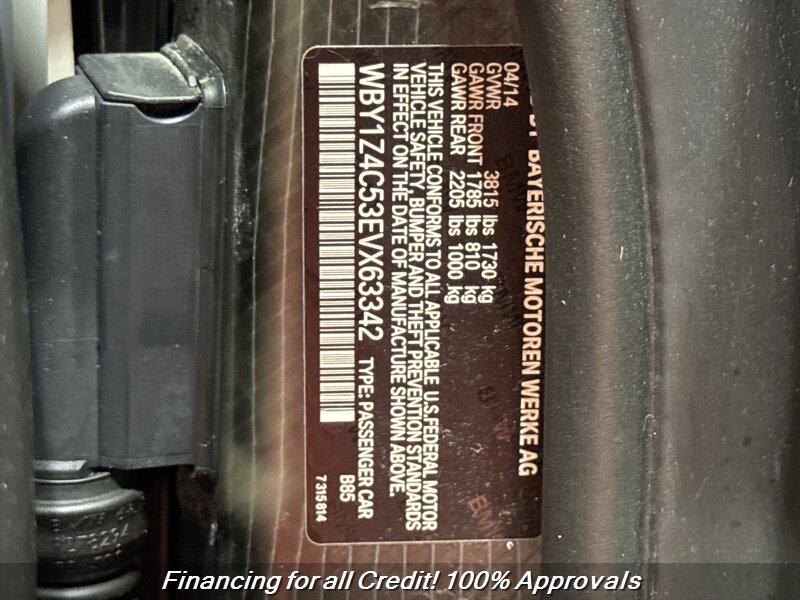 BY BAYERISCHE MOTOREN WERKE AG
04/14
GVWR 3815 lbs 1730 kg
GAWR FRONT 1785 lbs 810 kg
GAWR REAR 2205 lbs 1000 kg
THIS VEHICLE CONFORMS TO ALL APPLICABLE U.S.FEDERAL MOTOR
VEHICLE SAFETY, BUMPER AND THEFT PREVENTION STANDARDS
IN EFFECT ON THE DATE OF MANUFACTURE SHOWN ABOVE.
WBY1Z4C53EVX63342 TYPE: PASSENGER CAR
B85
7315814
Financing for all Credit! 100% Approvals